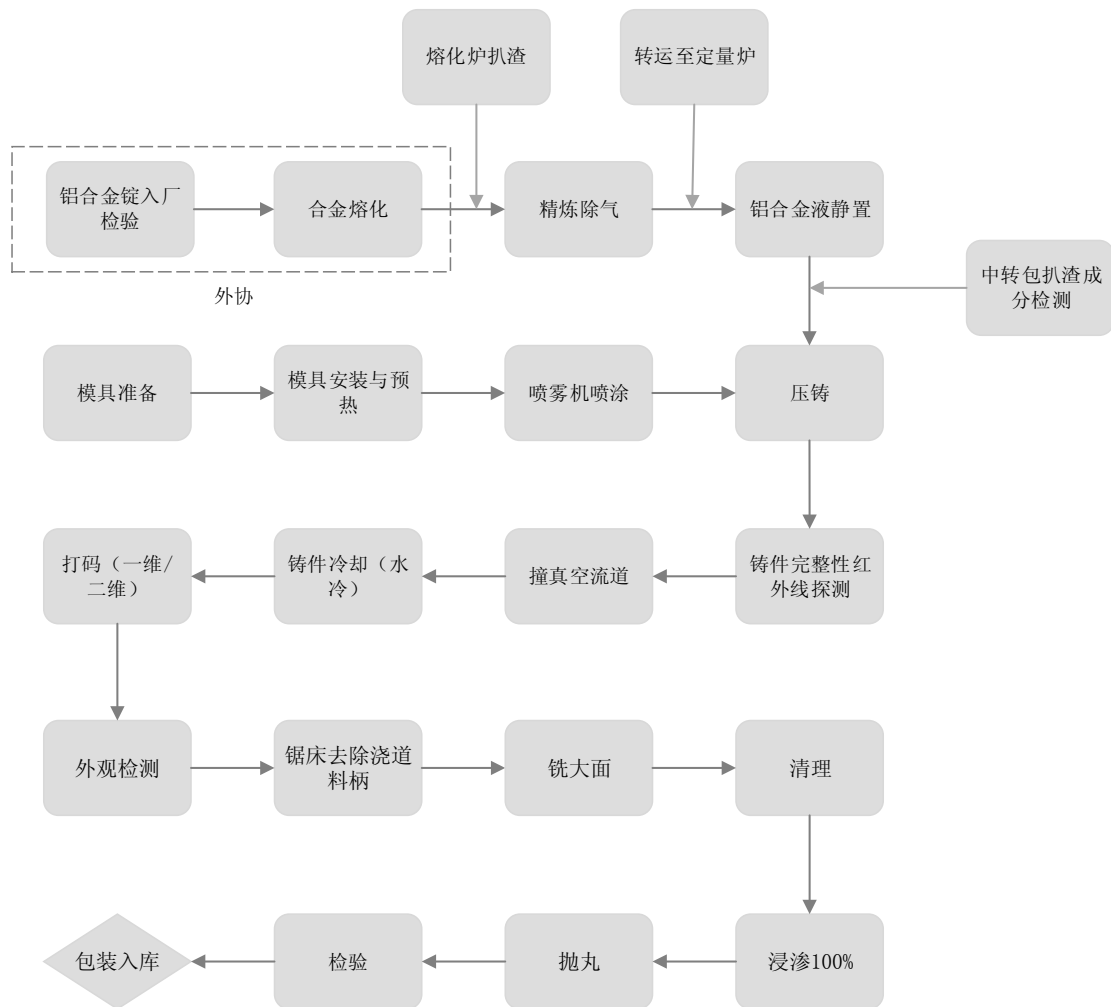 熔化炉扒渣
转运至定量炉
铝合金锭入厂
检验
合金熔化
精炼除气
铝合金液静置
外协
中转包扒渣成
分检测
模具准备
模具安装与预
热
喷雾机喷涂
压铸
打码（一维/
二维）
铸件冷却（水
冷）
撞真空流道
铸件完整性红
外线探测
外观检测
锯床去除浇道
料柄
铣大面
清理
包装入库
检验
抛丸
浸渗100%